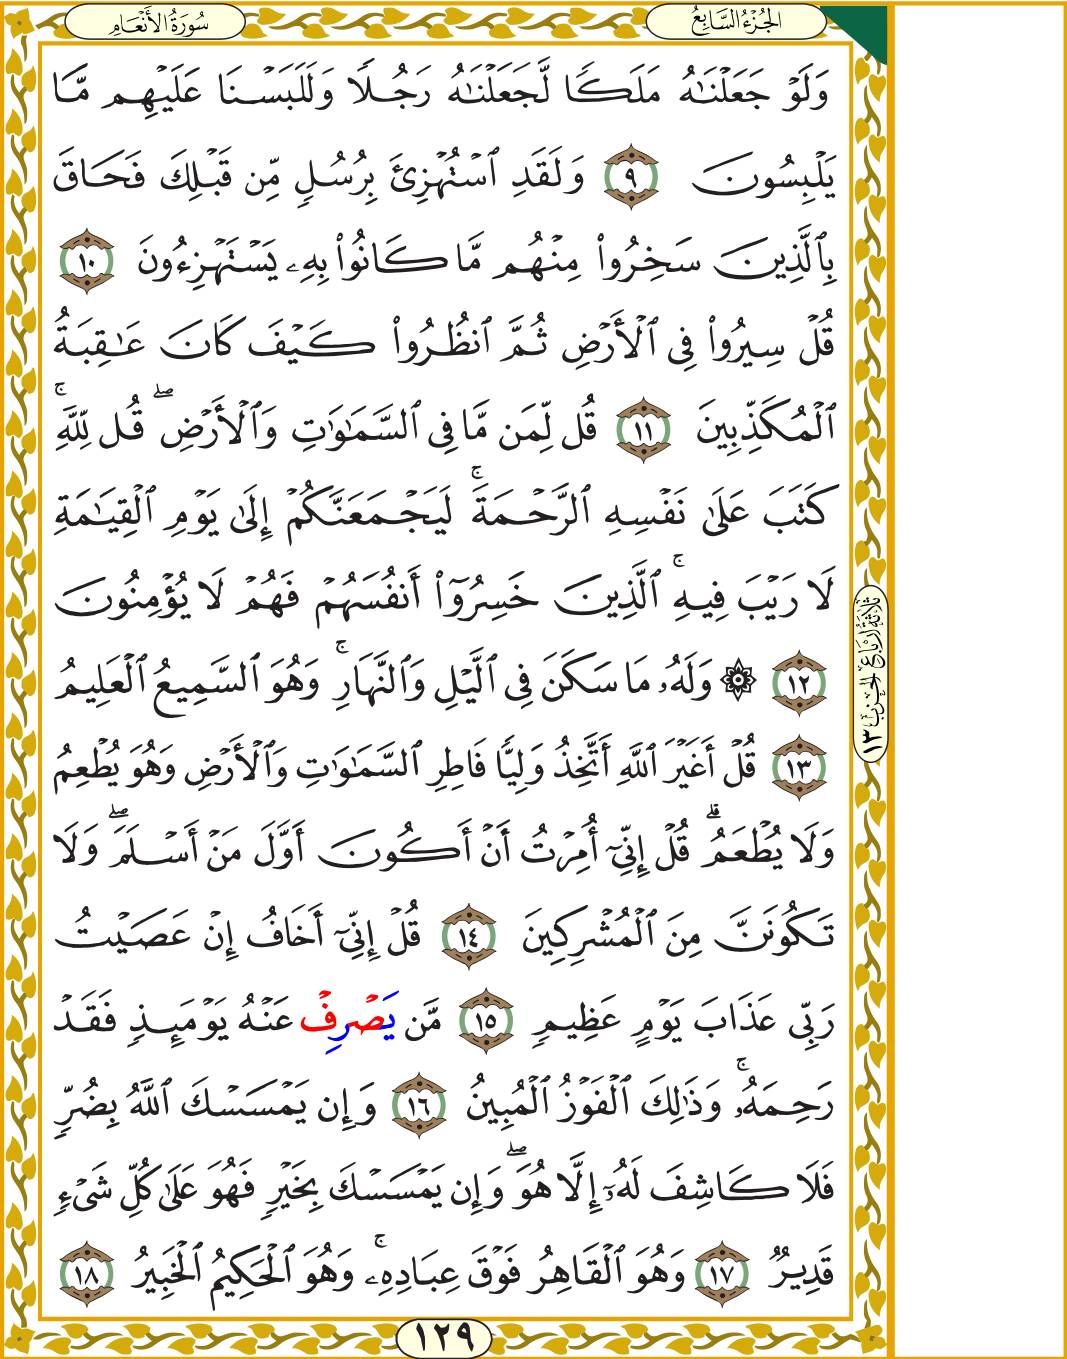 الجُزْءُ السَّابِعُ
سُورَةُ الأَنْعَامِ
وَلَوْ جَعَلْنَٰهُ مَلَكًا لَّجَعَلْنَٰهُ رَجُلًا وَلَلَبَسْنَا عَلَيْهِم مَّا
يَلْبِسُونَ ٩ وَلَقَدِ ٱسْتُهْزِئَ بِرُسُلٍ مِّن قَبْلِكَ فَحَاقَ
بِٱلَّذِينَ سَخِرُوا۟ مِنْهُم مَّا كَانُوا۟ بِهِۦ يَسْتَهْزِءُونَ ١٠
قُلْ سِيرُوا۟ فِى ٱلْأَرْضِ ثُمَّ ٱنظُرُوا۟ كَيْفَ كَانَ عَٰقِبَةُ
ٱلْمُكَذِّبِينَ ١١ قُل لِّمَن مَّا فِى ٱلسَّمَٰوَٰتِ وَٱلْأَرْضِ ۖ قُل لِّلَّهِ ۚ
كَتَبَ عَلَىٰ نَفْسِهِ ٱلرَّحْمَةَ ۚ لَيَجْمَعَنَّكُمْ إِلَىٰ يَوْمِ ٱلْقِيَٰمَةِ
لَا رَيْبَ فِيهِ ۚ ٱلَّذِينَ خَسِرُوٓا۟ أَنفُسَهُمْ فَهُمْ لَا يُؤْمِنُونَ
١٢ ۞ وَلَهُۥ مَا سَكَنَ فِى ٱلَّيْلِ وَٱلنَّهَارِ ۚ وَهُوَ ٱلسَّمِيعُ ٱلْعَلِيمُ
١٣ قُلْ أَغَيْرَ ٱللَّهِ أَتَّخِذُ وَلِيًّا فَاطِرِ ٱلسَّمَٰوَٰتِ وَٱلْأَرْضِ وَهُوَ يُطْعِمُ
وَلَا يُطْعَمُ ۗ قُلْ إِنِّىٓ أُمِرْتُ أَنْ أَكُونَ أَوَّلَ مَنْ أَسْلَمَ ۖ وَلَا
تَكُونَنَّ مِنَ ٱلْمُشْرِكِينَ ١٤ قُلْ إِنِّىٓ أَخَافُ إِنْ عَصَيْتُ
رَبِّى عَذَابَ يَوْمٍ عَظِيمٍ ١٥ مَّن يَصْرِفْ عَنْهُ يَوْمَئِذٍ فَقَدْ
رَحِمَهُۥ ۚ وَذَٰلِكَ ٱلْفَوْزُ ٱلْمُبِينُ ١٦ وَإِن يَمْسَسْكَ ٱللَّهُ بِضُرٍّ
فَلَا كَاشِفَ لَهُۥٓ إِلَّا هُوَ ۖ وَإِن يَمْسَسْكَ بِخَيْرٍ فَهُوَ عَلَىٰ كُلِّ شَىْءٍ
قَدِيرٌ ١٧ وَهُوَ ٱلْقَاهِرُ فَوْقَ عِبَادِهِۦ ۚ وَهُوَ ٱلْحَكِيمُ ٱلْخَبِيرُ ١٨
ثلاثة أرباع الحزب ١٣
١٢٩